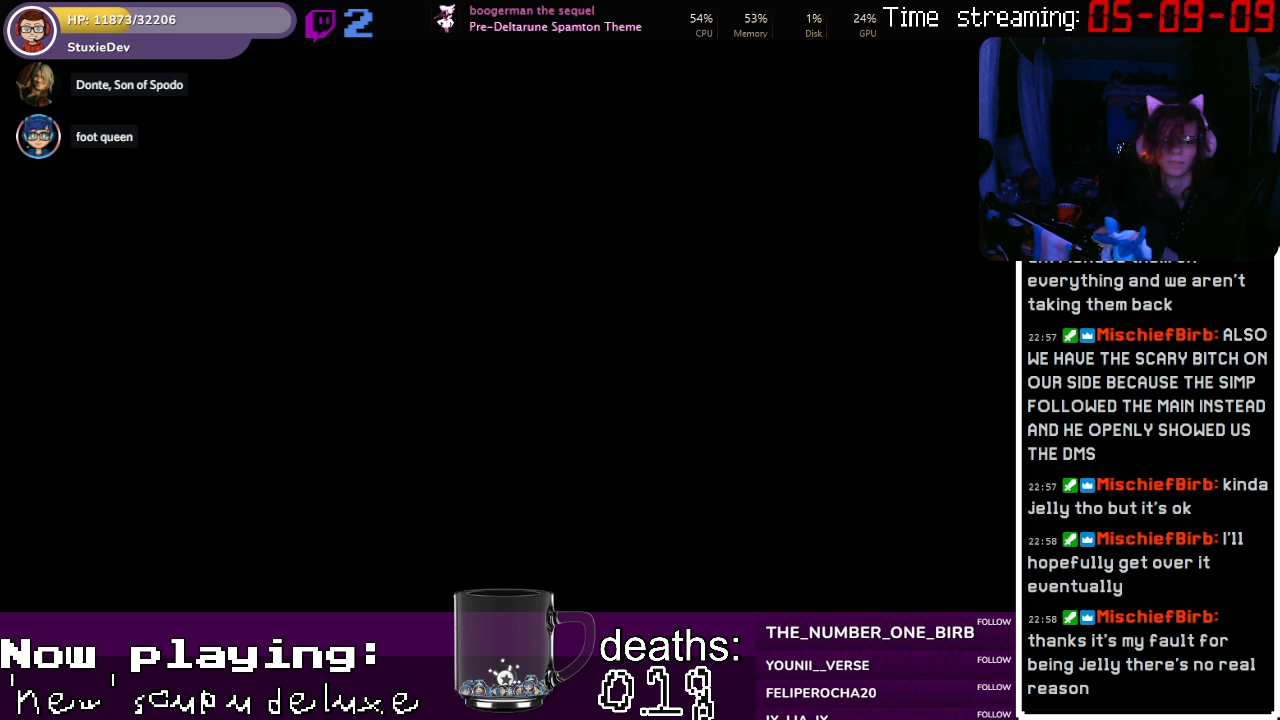 HP: 11873/32206
StuxieDev
2
boogerman the sequel
Pre-Deltarune Spamton Theme
54% 53% 1% 24%
CPU Memory Disk GPU
Time streaming: 05-09-09
Donte, Son of Spodo
foot queen
everything and we aren't
taking them back
22:57 MischiefBirb: ALSO
WE HAVE THE SCARY BITCH ON
OUR SIDE BECAUSE THE SIMP
FOLLOWED THE MAIN INSTEAD
AND HE OPENLY SHOWED US
THE DMS
22:57 MischiefBirb: kinda
jelly tho but it's ok
22:58 MischiefBirb: I'll
hopefully get over it
eventually
22:58 MischiefBirb:
thanks it's my fault for
being jelly there's no real
reason
Now playing:
'new' soup u deluxe
deaths:
THE_NUMBER_ONE_BIRB FOLLOW
YOUNII__VERSE FOLLOW
FELIPEROCHA20 FOLLOW
FOLLOW